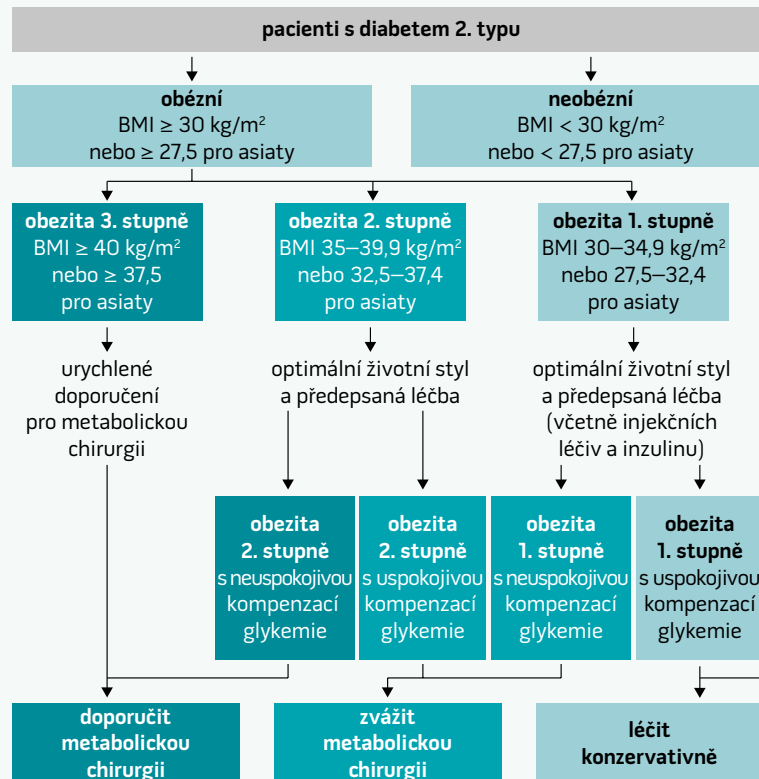 pacienti s diabetem 2. typu
obézní
BMI ≥ 30 kg/m²
nebo ≥ 27,5 pro asiaty
neobézní
BMI < 30 kg/m²
nebo < 27,5 pro asiaty
obezita 3. stupně
BMI ≥ 40 kg/m²
nebo ≥ 37,5
pro asiaty
obezita 2. stupně
BMI 35–39,9 kg/m²
nebo 32,5–37,4
pro asiaty
obezita 1. stupně
BMI 30–34,9 kg/m²
nebo 27,5–32,4
pro asiaty
urychlené
doporučení
pro metabolickou
chirurgii
optimální životní styl
a předepsaná léčba
optimální životní styl
a předepsaná léčba
(včetně injekčních
léčiv a inzulinu)
obezita
2. stupně
s neuspokojivou
kompenzací
glykemie
obezita
2. stupně
s uspokojivou
kompenzací
glykemie
obezita
1. stupně
s neuspokojivou
kompenzací
glykemie
obezita
1. stupně
s uspokojivou
kompenzací
glykemie
doporučit
metabolickou
chirurgii
zvážit
metabolickou
chirurgii
léčit
konzervativně